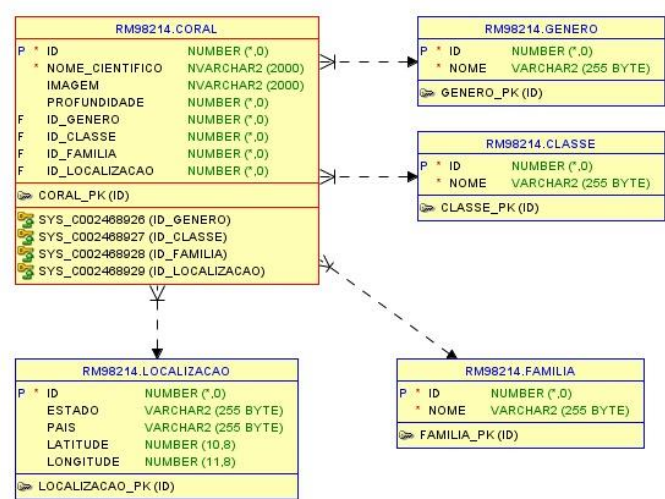 RM98214.CORAL
P * ID NUMBER (*,0)
* NOME_CIENTIFICO NVARCHAR2 (2000)
IMAGEM NVARCHAR2 (2000)
PROFUNDIDADE NUMBER (*,0)
F ID_GENERO NUMBER (*,0)
F ID_CLASSE NUMBER (*,0)
F ID_FAMILIA NUMBER (*,0)
F ID_LOCALIZACAO NUMBER (*,0)
CORAL_PK (ID)
SYS_C002468926 (ID_GENERO)
SYS_C002468927 (ID_CLASSE)
SYS_C002468928 (ID_FAMILIA)
SYS_C002468929 (ID_LOCALIZACAO)
RM98214.GENERO
P * ID NUMBER (*,0)
* NOME VARCHAR2 (255 BYTE)
GENERO_PK (ID)
RM98214.CLASSE
P * ID NUMBER (*,0)
* NOME VARCHAR2 (255 BYTE)
CLASSE_PK (ID)
RM98214.LOCALIZACAO
P * ID NUMBER (*,0)
ESTADO VARCHAR2 (255 BYTE)
PAIS VARCHAR2 (255 BYTE)
LATITUDE NUMBER (10,8)
LONGITUDE NUMBER (11,8)
LOCALIZACAO_PK (ID)
RM98214.FAMILIA
P * ID NUMBER (*,0)
* NOME VARCHAR2 (255 BYTE)
FAMILIA_PK (ID)